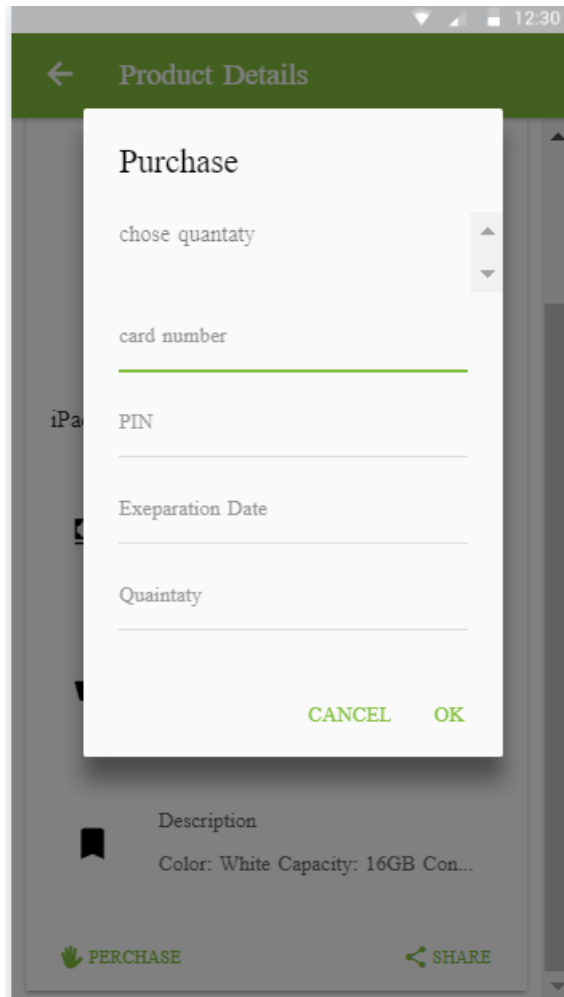 12:30
Product Details
Purchase
chose quantaty
card number
iPa
PIN
Exeparation Date
Quaintaty
CANCEL OK
Description
Color: White Capacity: 16GB Con...
PERCHASE SHARE